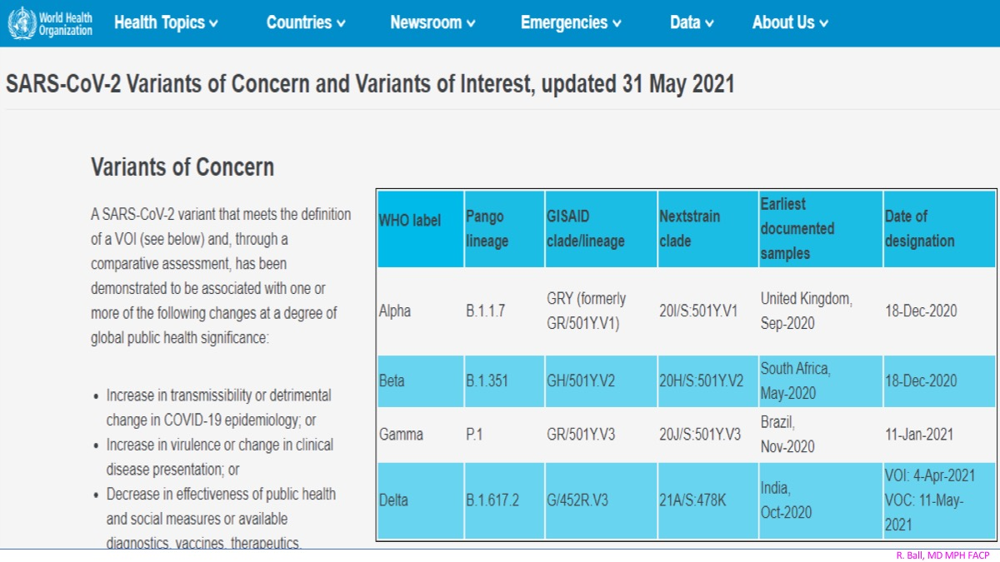 World Health
Organization
Health Topics
Countries
Newsroom
Emergencies
Data
About Us
SARS-CoV-2 Variants of Concern and Variants of Interest, updated 31 May 2021
Variants of Concern
A SARS-CoV-2 variant that meets the definition
of a VOI (see below) and, through a
comparative assessment, has been
demonstrated to be associated with one or
more of the following changes at a degree of
global public health significance:
• Increase in transmissibility or detrimental
change in COVID-19 epidemiology; or
• Increase in virulence or change in clinical
disease presentation; or
• Decrease in effectiveness of public health
and social measures or available
diagnostics, vaccines, therapeutics.
WHO label
Pango
lineage
GISAID
clade/lineage
Nextstrain
clade
Earliest
documented
samples
Date of
designation
Alpha
B.1.1.7
GRY (formerly
GR/501Y.V1)
20I/S:501Y.V1
United Kingdom,
Sep-2020
18-Dec-2020
Beta
B.1.351
GH/501Y.V2
20H/S:501Y.V2
South Africa,
May-2020
18-Dec-2020
Gamma
P.1
GR/501Y.V3
20J/S:501Y.V3
Brazil,
Nov-2020
11-Jan-2021
Delta
B.1.617.2
G/452R.V3
21A/S:478K
India,
Oct-2020
VOI: 4-Apr-2021
VOC: 11-May-
2021
R. Ball, MD MPH FACP